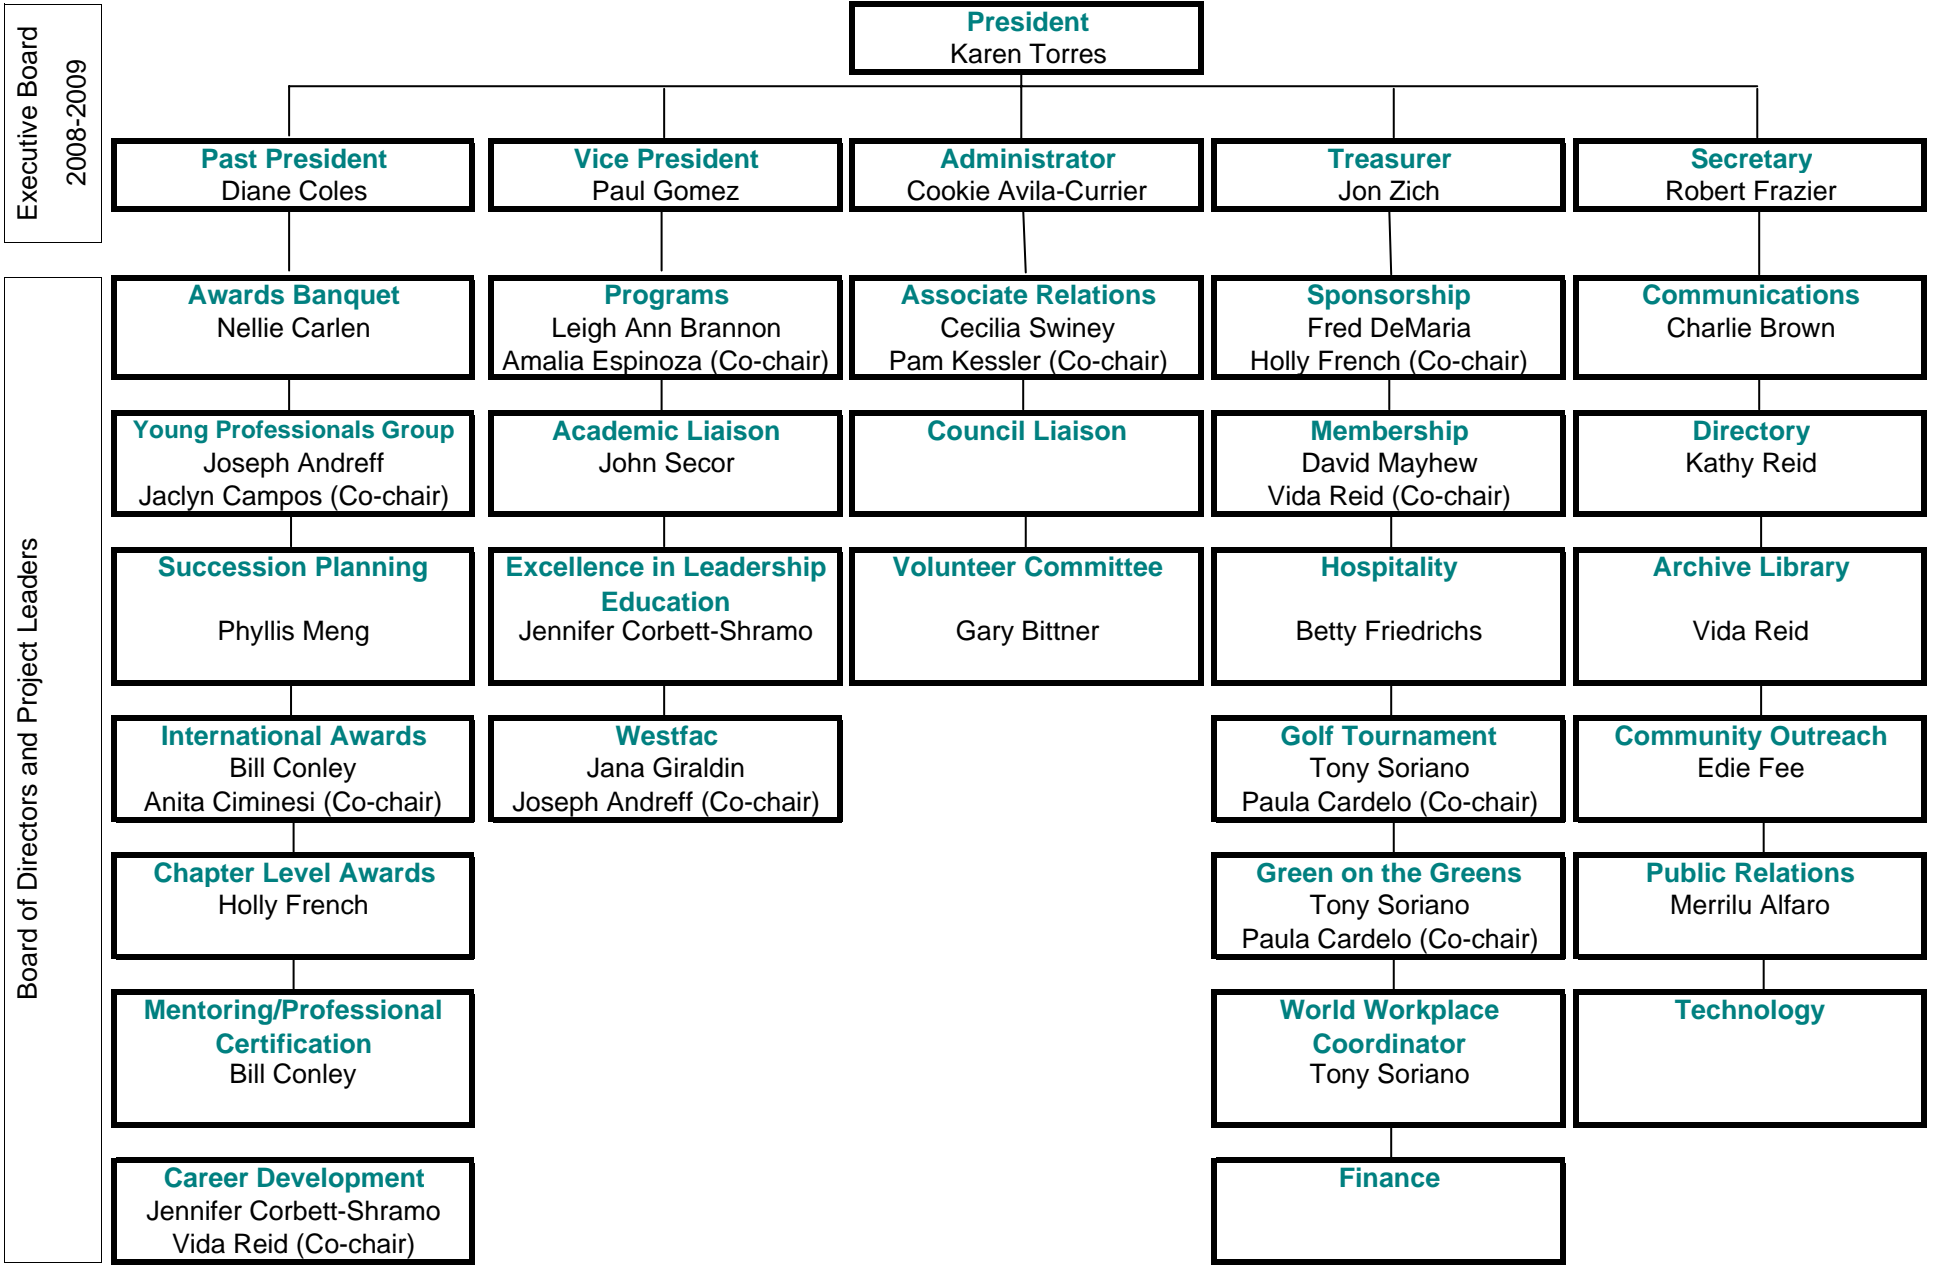 Executive Board
2008-2009
President
Karen Torres
Past President
Diane Coles
Vice President
Paul Gomez
Administrator
Cookie Avila-Currier
Treasurer
Jon Zich
Secretary
Robert Frazier
Board of Directors and Project Leaders
Awards Banquet
Nellie Carlen
Programs
Leigh Ann Brannon
Amalia Espinoza (Co-chair)
Associate Relations
Cecilia Swiney
Pam Kessler (Co-chair)
Sponsorship
Fred DeMaria
Holly French (Co-chair)
Communications
Charlie Brown
Young Professionals Group
Joseph Andreff
Jaclyn Campos (Co-chair)
Academic Liaison
John Secor
Council Liaison
Membership
David Mayhew
Vida Reid (Co-chair)
Directory
Kathy Reid
Succession Planning
Phyllis Meng
Excellence in Leadership
Education
Jennifer Corbett-Shramo
Volunteer Committee
Gary Bittner
Hospitality
Betty Friedrichs
Archive Library
Vida Reid
International Awards
Bill Conley
Anita Ciminesi (Co-chair)
Westfac
Jana Giraldin
Joseph Andreff (Co-chair)
Golf Tournament
Tony Soriano
Paula Cardelo (Co-chair)
Community Outreach
Edie Fee
Chapter Level Awards
Holly French
Green on the Greens
Tony Soriano
Paula Cardelo (Co-chair)
Public Relations
Merrilu Alfaro
Mentoring/Professional
Certification
Bill Conley
World Workplace
Coordinator
Tony Soriano
Technology
Career Development
Jennifer Corbett-Shramo
Vida Reid (Co-chair)
Finance